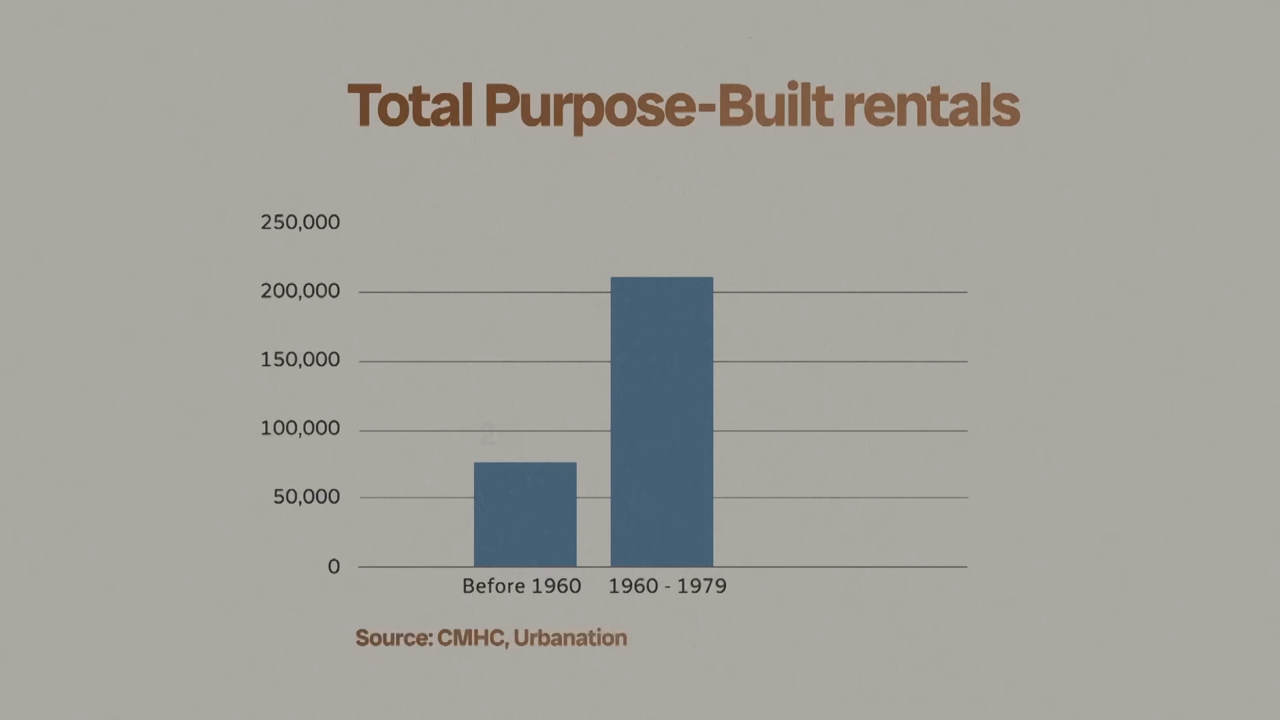 Total Purpose-Built rentals
250,000
200,000
150,000
100,000
50,000
0
Before 1960 1960 - 1979
Source: CMHC, Urbanation